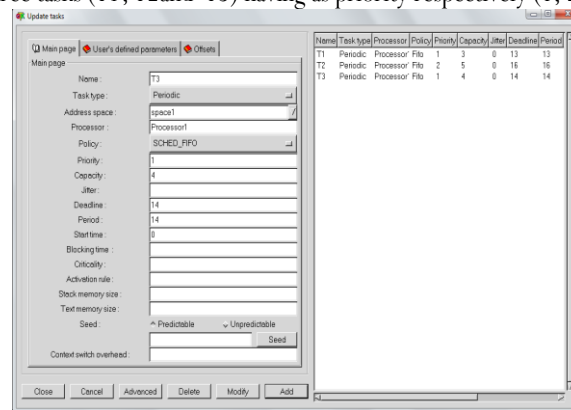 Update tasks
Main page User's defined parameters Offsets
Main page
Name : T3
Task type : Periodic
Address space : space1
Processor : Processor1
Policy : SCHED_FIFO
Priority : 1
Capacity : 4
Jitter :
Deadline : 14
Period : 14
Start time : 0
Blocking time :
Criticality :
Activation rule :
Stack memory size :
Text memory size :
Seed : Predictable Unpredictable
Seed
Context switch overhead :
Close Cancel Advanced Delete Modify Add
Name Task type Processor Policy Priority Capacity Jitter Deadline Period
T1 Periodic Processor' Fifo 1 3 0 13 13
T2 Periodic Processor' Fifo 2 5 0 16 16
T3 Periodic Processor' Fifo 1 4 0 14 14